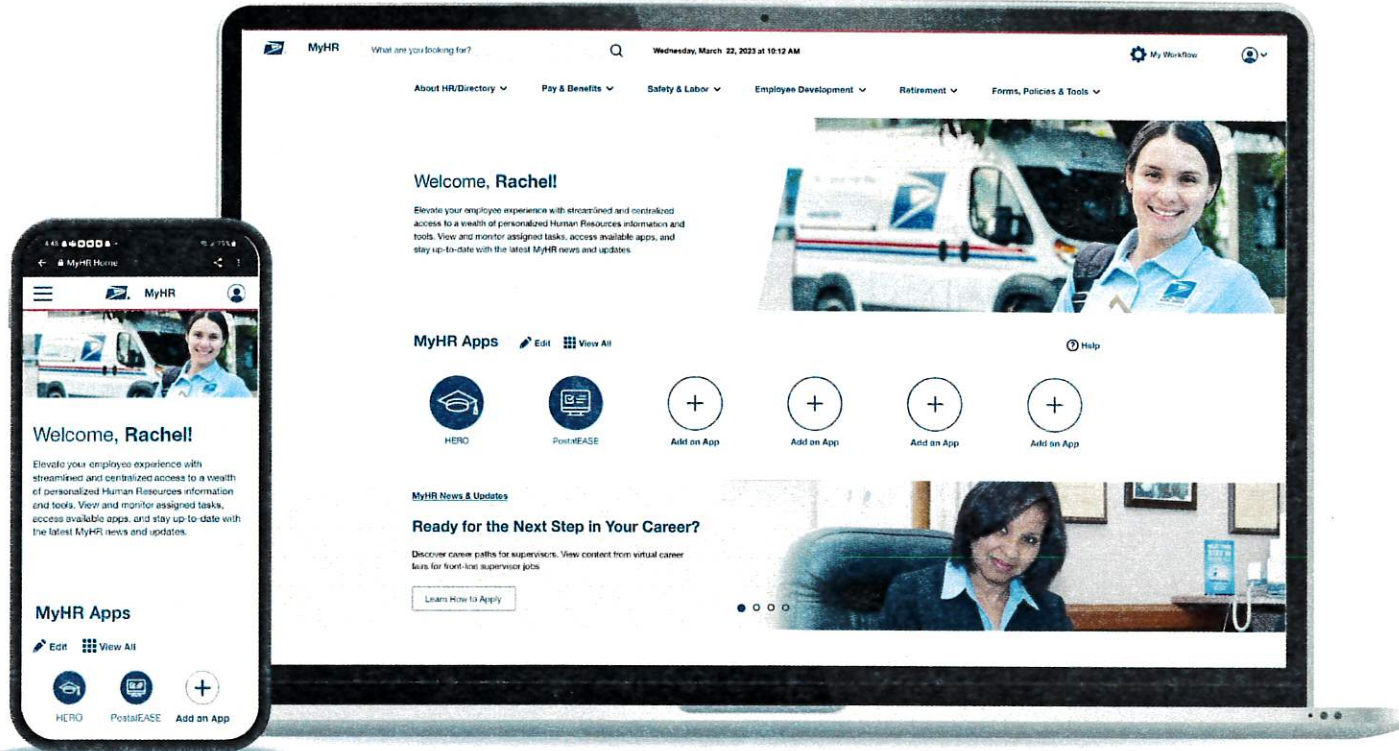 MyHR
What are you looking for?
Wednesday, March 22, 2023 at 10:12 AM
My Workflow
About HR/Directory
Pay & Benefits
Safety & Labor
Employee Development
Retirement
Forms, Policies & Tools
Welcome, Rachel!
Elevate your employee experience with streamlined and centralized
access to a wealth of personalized Human Resources information and
tools. View and monitor assigned tasks, access available apps, and
stay up-to-date with the latest MyHR news and updates
MyHR Apps
Edit
View All
Help
HERO
PostalEASE
Add an App
Add an App
Add an App
Add an App
MyHR News & Updates
Ready for the Next Step in Your Career?
Discover career paths for supervisors. View content from virtual career
fairs for front-line supervisor jobs
Learn How to Apply
4:45
75%
MyHR Home
MyHR
Welcome, Rachel!
Elevate your employee experience with
streamlined and centralized access to a wealth
of personalized Human Resources information
and tools. View and monitor assigned tasks,
access available apps, and stay up-to-date with
the latest MyHR news and updates.
MyHR Apps
Edit
View All
HERO
PostalEASE
Add an App